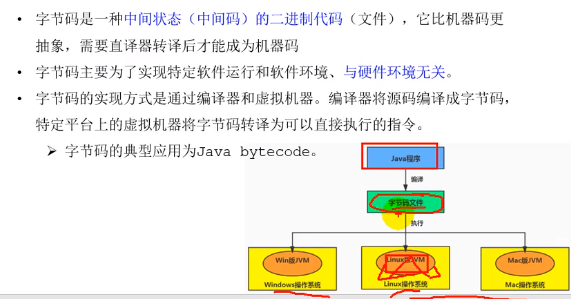 • 字节码是一种中间状态（中间码）的二进制代码（文件），它比机器码更
抽象，需要直译器转译后才能成为机器码
• 字节码主要为了实现特定软件运行和软件环境、与硬件环境无关。
• 字节码的实现方式是通过编译器和虚拟机器。编译器将源码编译成字节码，
特定平台上的虚拟机器将字节码转译为可以直接执行的指令。
➢ 字节码的典型应用为Java bytecode。
Java程序
编译
字节码文件
执行
Win版JVM
Linux版JVM
Mac版JVM
Windows操作系统
Linux操作系统
Mac操作系统